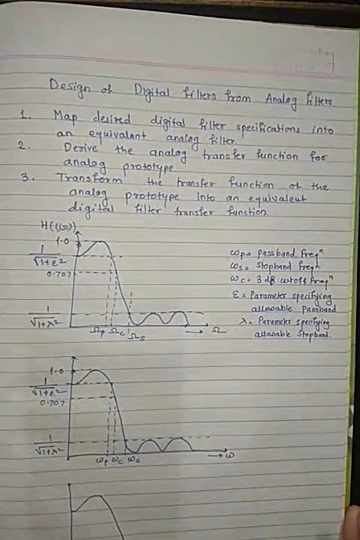 Design of Digital filters from Analog filters
1. Map desired digital filter specifications into
an equivalent analog filter.
2. Derive the analog transfer function for
analog prototype
3. Transform the transfer function of the
analog prototype into an equivalent
digital filter transfer function.
H(jΩ)
1.0
1/√1+ε²
0.707
1/√1+λ²
Ωp Ωc Ωs → Ω
ωp = passband freqⁿ
ωs = Stopband freqⁿ
ωc = 3 dB cutoff freqⁿ
ε = Parameter specifying
allowable passband
λ = Parameter specifying
allowable stopband.
1.0
1/√1+ε²
0.707
1/√1+λ²
ωp ωc ωs → ω